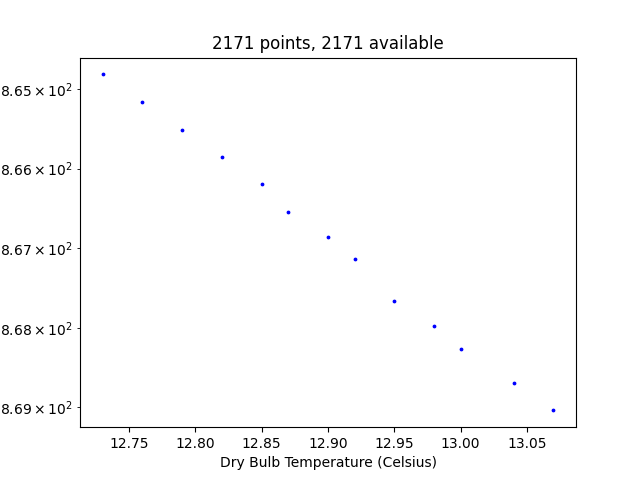 2171 points, 2171 available
8.65 × 10²
8.66 × 10²
8.67 × 10²
8.68 × 10²
8.69 × 10²
12.75 12.80 12.85 12.90 12.95 13.00 13.05
Dry Bulb Temperature (Celsius)